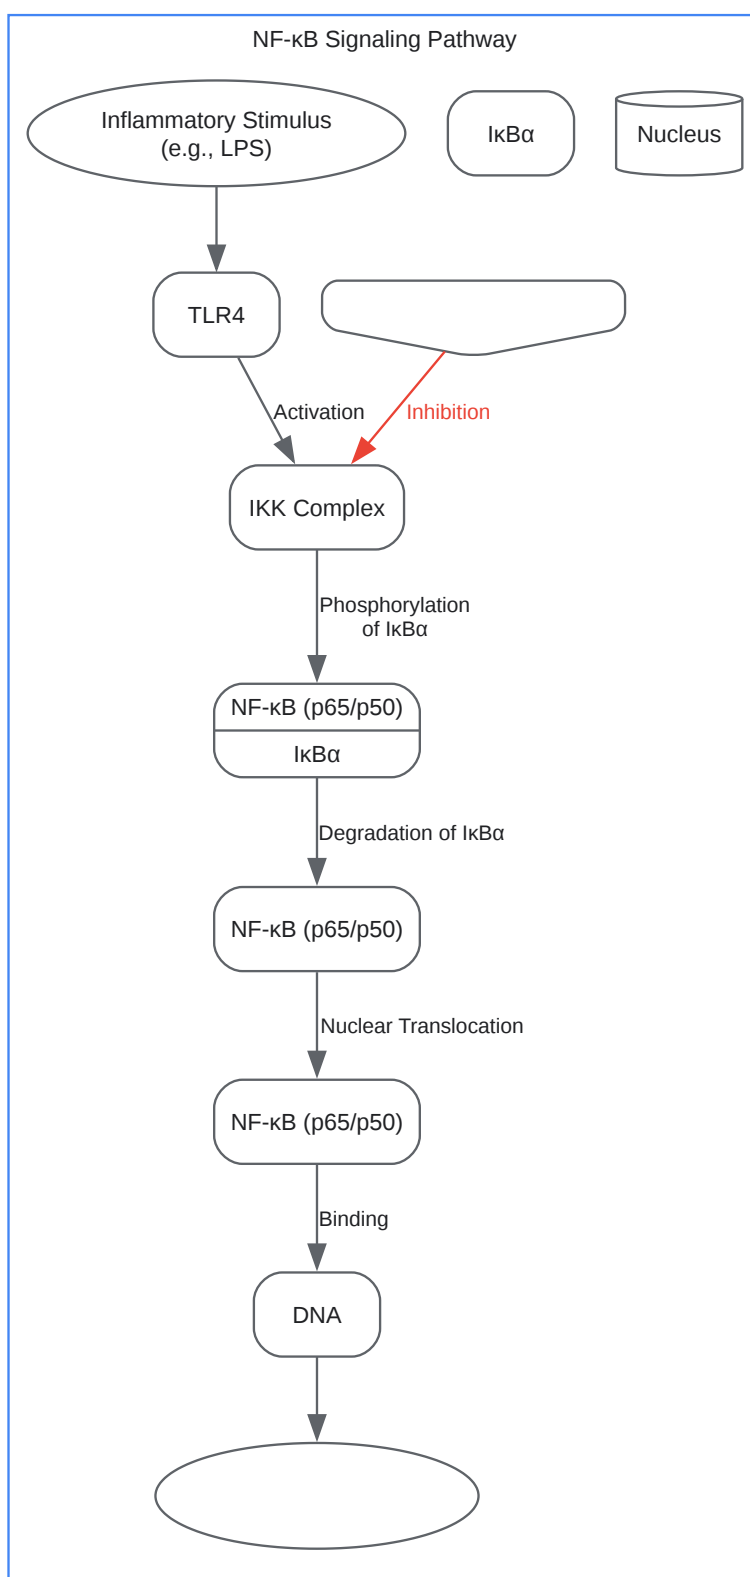 NF-κB Signaling Pathway
Inflammatory Stimulus
(e.g., LPS)
IκBα
Nucleus
TLR4
Activation
Inhibition
IKK Complex
Phosphorylation
of IκBα
NF-κB (p65/p50)
IκBα
Degradation of IκBα
NF-κB (p65/p50)
Nuclear Translocation
NF-κB (p65/p50)
Binding
DNA